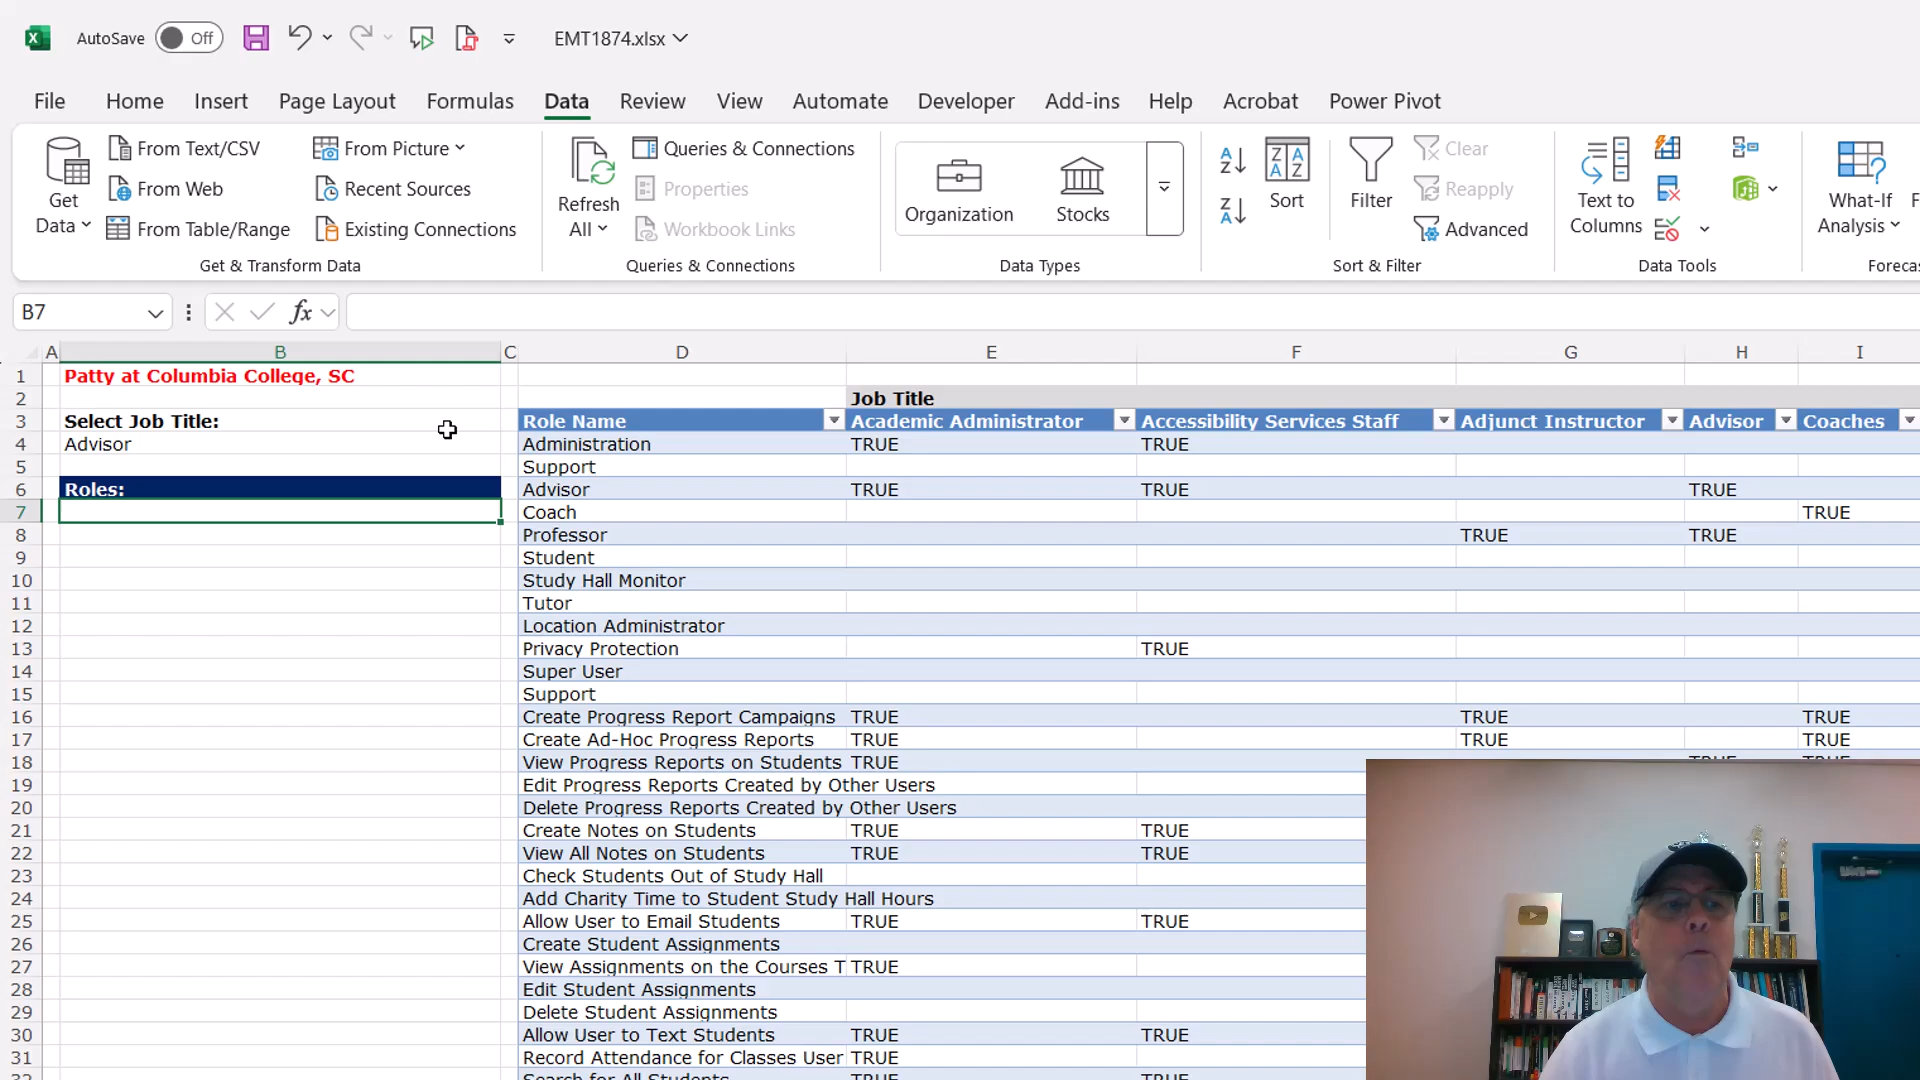 AutoSave Off EMT1874.xlsx
File Home Insert Page Layout Formulas Data Review View Automate Developer Add-ins Help Acrobat Power Pivot
Get Data
From Text/CSV
From Web
From Table/Range
From Picture
Recent Sources
Existing Connections
Get & Transform Data
Refresh All
Queries & Connections
Properties
Workbook Links
Queries & Connections
Organization Stocks
Data Types
Sort
Filter
Clear
Reapply
Advanced
Sort & Filter
Text to Columns
Data Tools
What-If Analysis
B7 fx
A B C D E F G H I
1 Patty at Columbia College, SC
2 Job Title
3 Select Job Title: Role Name Academic Administrator Accessibility Services Staff Adjunct Instructor Advisor Coaches
4 Advisor Administration TRUE TRUE
5 Support
6 Roles: Advisor TRUE TRUE TRUE
7 Coach TRUE
8 Professor TRUE TRUE
9 Student
10 Study Hall Monitor
11 Tutor
12 Location Administrator
13 Privacy Protection TRUE
14 Super User
15 Support
16 Create Progress Report Campaigns TRUE TRUE TRUE
17 Create Ad-Hoc Progress Reports TRUE TRUE TRUE
18 View Progress Reports on Students TRUE TRUE TRUE
19 Edit Progress Reports Created by Other Users
20 Delete Progress Reports Created by Other Users
21 Create Notes on Students TRUE TRUE
22 View All Notes on Students TRUE TRUE
23 Check Students Out of Study Hall
24 Add Charity Time to Student Study Hall Hours
25 Allow User to Email Students TRUE TRUE
26 Create Student Assignments
27 View Assignments on the Courses T TRUE
28 Edit Student Assignments
29 Delete Student Assignments
30 Allow User to Text Students TRUE TRUE
31 Record Attendance for Classes User TRUE
32 Search for All Students TRUE TRUE